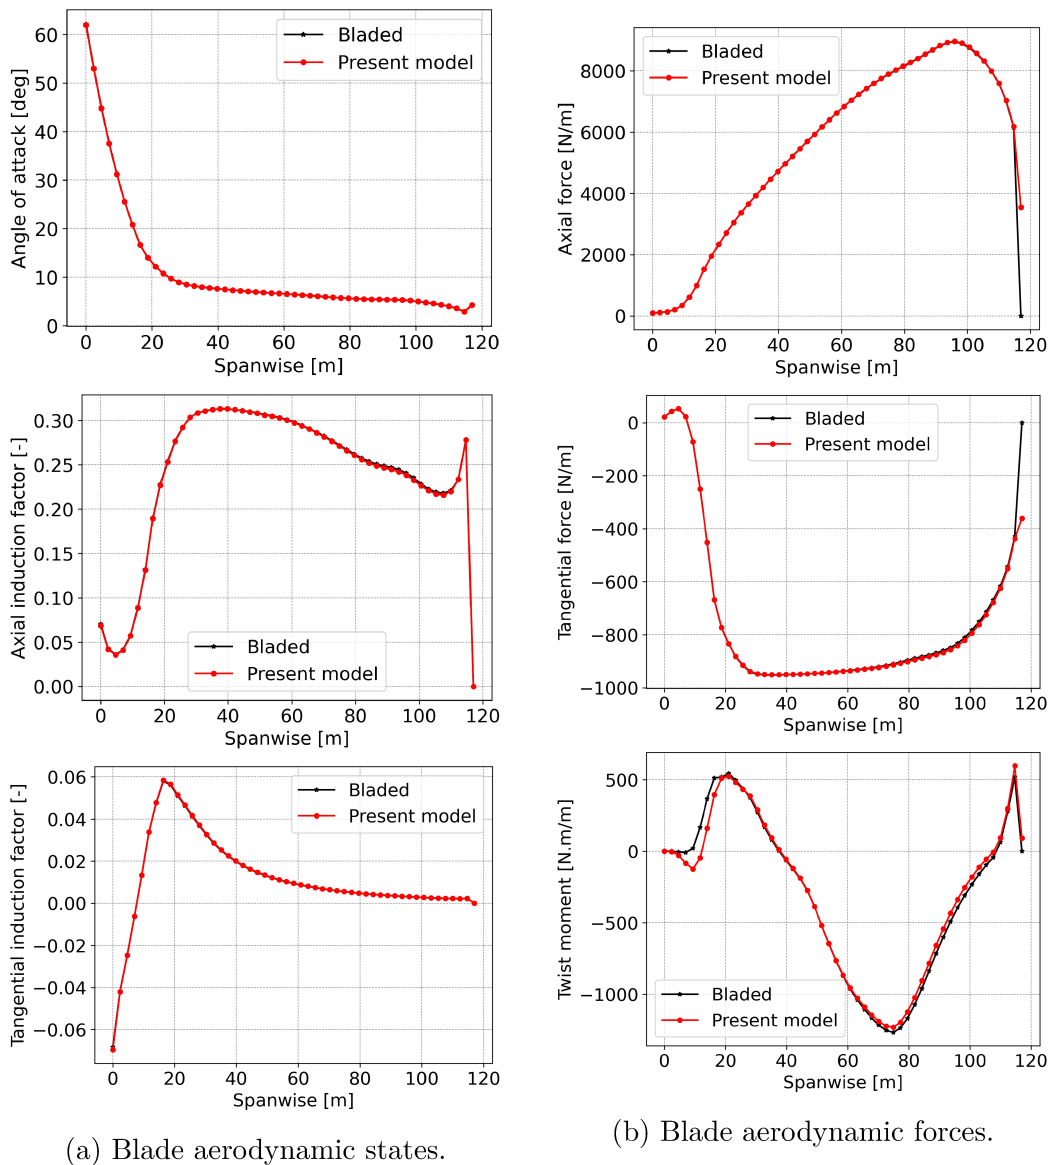 Angle of attack [deg]
60
50
40
30
20
10
0
Bladed
Present model
0 20 40 60 80 100 120
Spanwise [m]
Axial induction factor [-]
0.30
0.25
0.20
0.15
0.10
0.05
0.00
Bladed
Present model
0 20 40 60 80 100 120
Spanwise [m]
Tangential induction factor [-]
0.06
0.04
0.02
0.00
−0.02
−0.04
−0.06
Bladed
Present model
0 20 40 60 80 100 120
Spanwise [m]
(a) Blade aerodynamic states.
Axial force [N/m]
8000
6000
4000
2000
0
Bladed
Present model
0 20 40 60 80 100 120
Spanwise [m]
Tangential force [N/m]
0
−200
−400
−600
−800
−1000
Bladed
Present model
0 20 40 60 80 100 120
Spanwise [m]
Twist moment [N.m/m]
500
0
−500
−1000
Bladed
Present model
0 20 40 60 80 100 120
Spanwise [m]
(b) Blade aerodynamic forces.